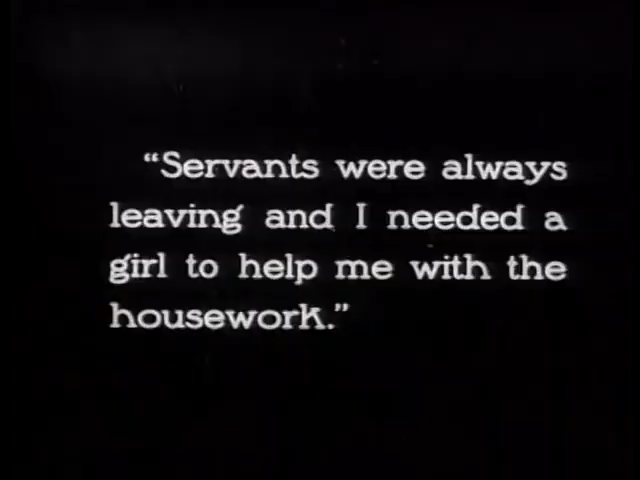 “Servants were always
leaving and I needed a
girl to help me with the
housework.”